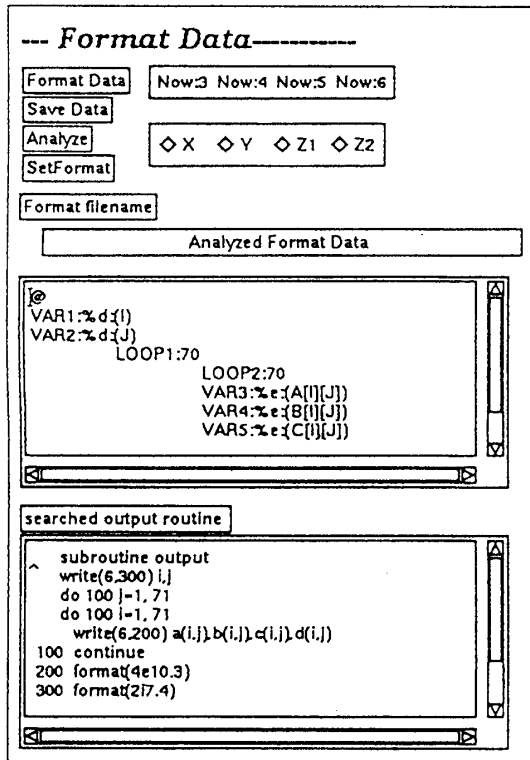 --- Format Data-----------
Format Data
Now:3 Now:4 Now:5 Now:6
Save Data
Analyze
X Y Z1 Z2
SetFormat
Format filename
Analyzed Format Data
@
VAR1:%d:(I)
VAR2:%d:(J)
LOOP1:70
LOOP2:70
VAR3:%e:(A[I][J])
VAR4:%e:(B[I][J])
VAR5:%e:(C[I][J])
searched output routine
subroutine output
write(6,300) i,j
do 100 j=1, 71
do 100 i=1, 71
write(6,200) a(i,j),b(i,j),c(i,j),d(i,j)
100 continue
200 format(4e10.3)
300 format(2i7.4)